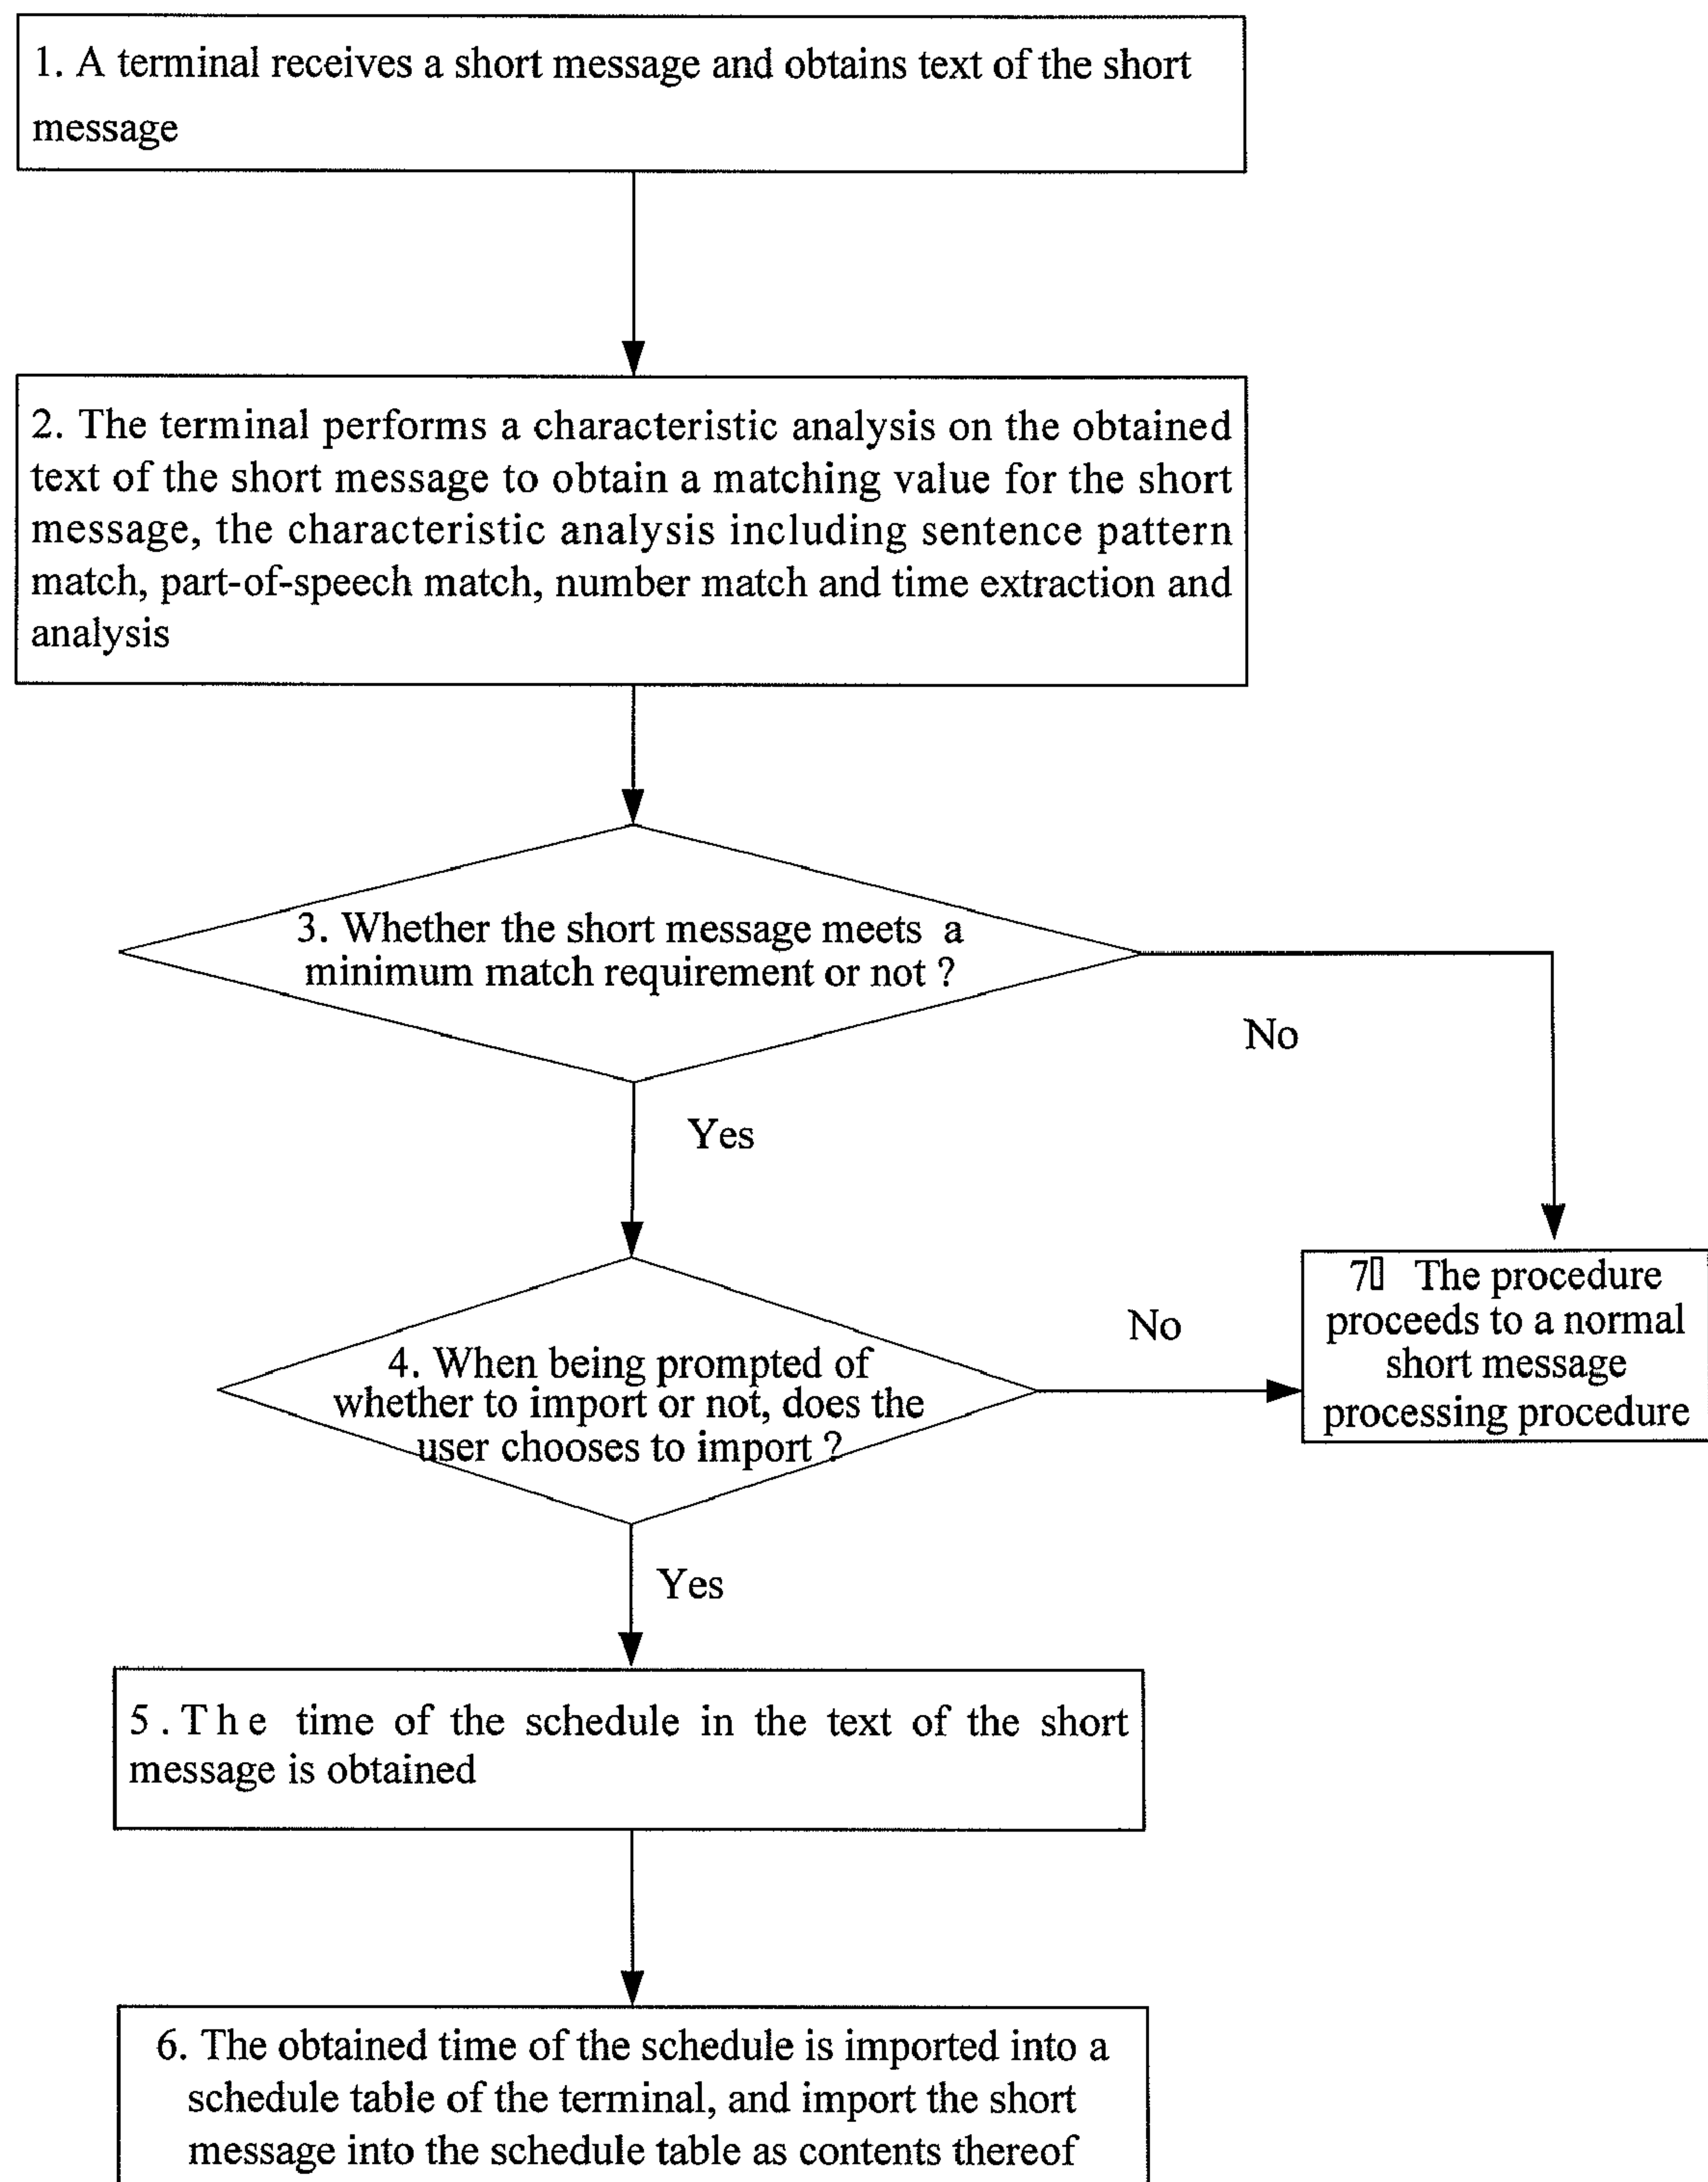 1. A terminal receives a short message and obtains text of the short
message
2. The terminal performs a characteristic analysis on the obtained
text of the short message to obtain a matching value for the short
message, the characteristic analysis including sentence pattern
match, part-of-speech match, number match and time extraction and
analysis
3. Whether the short message meets a
minimum match requirement or not ?
No
Yes
4. When being prompted of
whether to import or not, does the
user chooses to import ?
No
7▯ The procedure
proceeds to a normal
short message
processing procedure
Yes
5 . The time of the schedule in the text of the short
message is obtained
6. The obtained time of the schedule is imported into a
schedule table of the terminal, and import the short
message into the schedule table as contents thereof